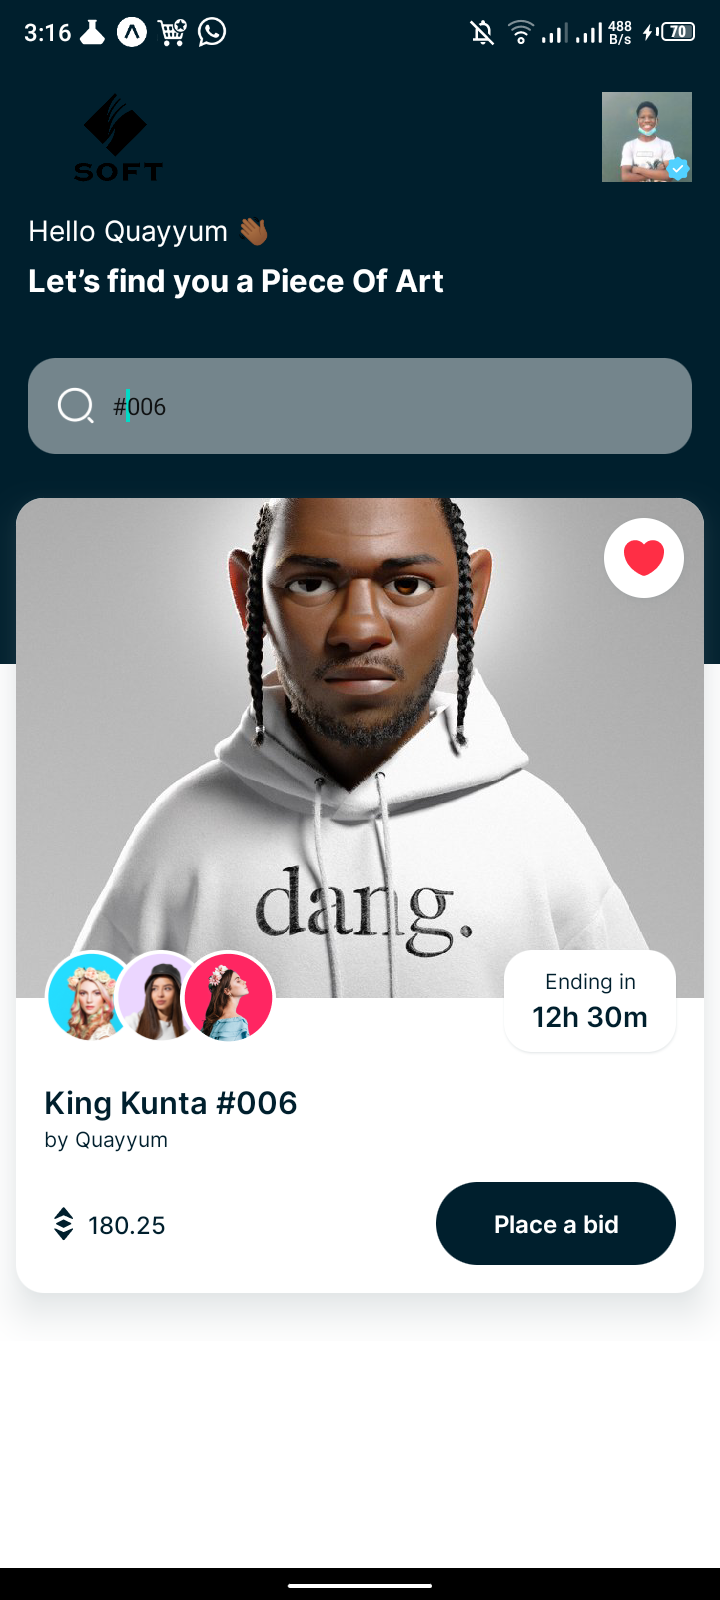 3:16 488 B/s 70
SOFT
Hello Quayyum 👋🏾
Let’s find you a Piece Of Art
#006
dang.
Ending in
12h 30m
King Kunta #006
by Quayyum
180.25
Place a bid